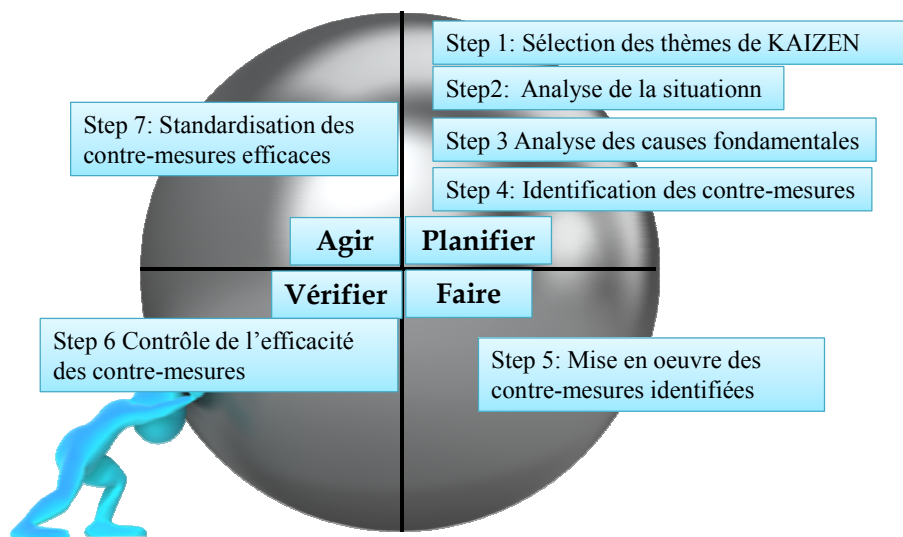 Step 1: Sélection des thèmes de KAIZEN
Step2: Analyse de la situationn
Step 3 Analyse des causes fondamentales
Step 4: Identification des contre-mesures
Step 7: Standardisation des
contre-mesures efficaces
Agir
Planifier
Vérifier
Faire
Step 6 Contrôle de l’efficacité
des contre-mesures
Step 5: Mise en oeuvre des
contre-mesures identifiées